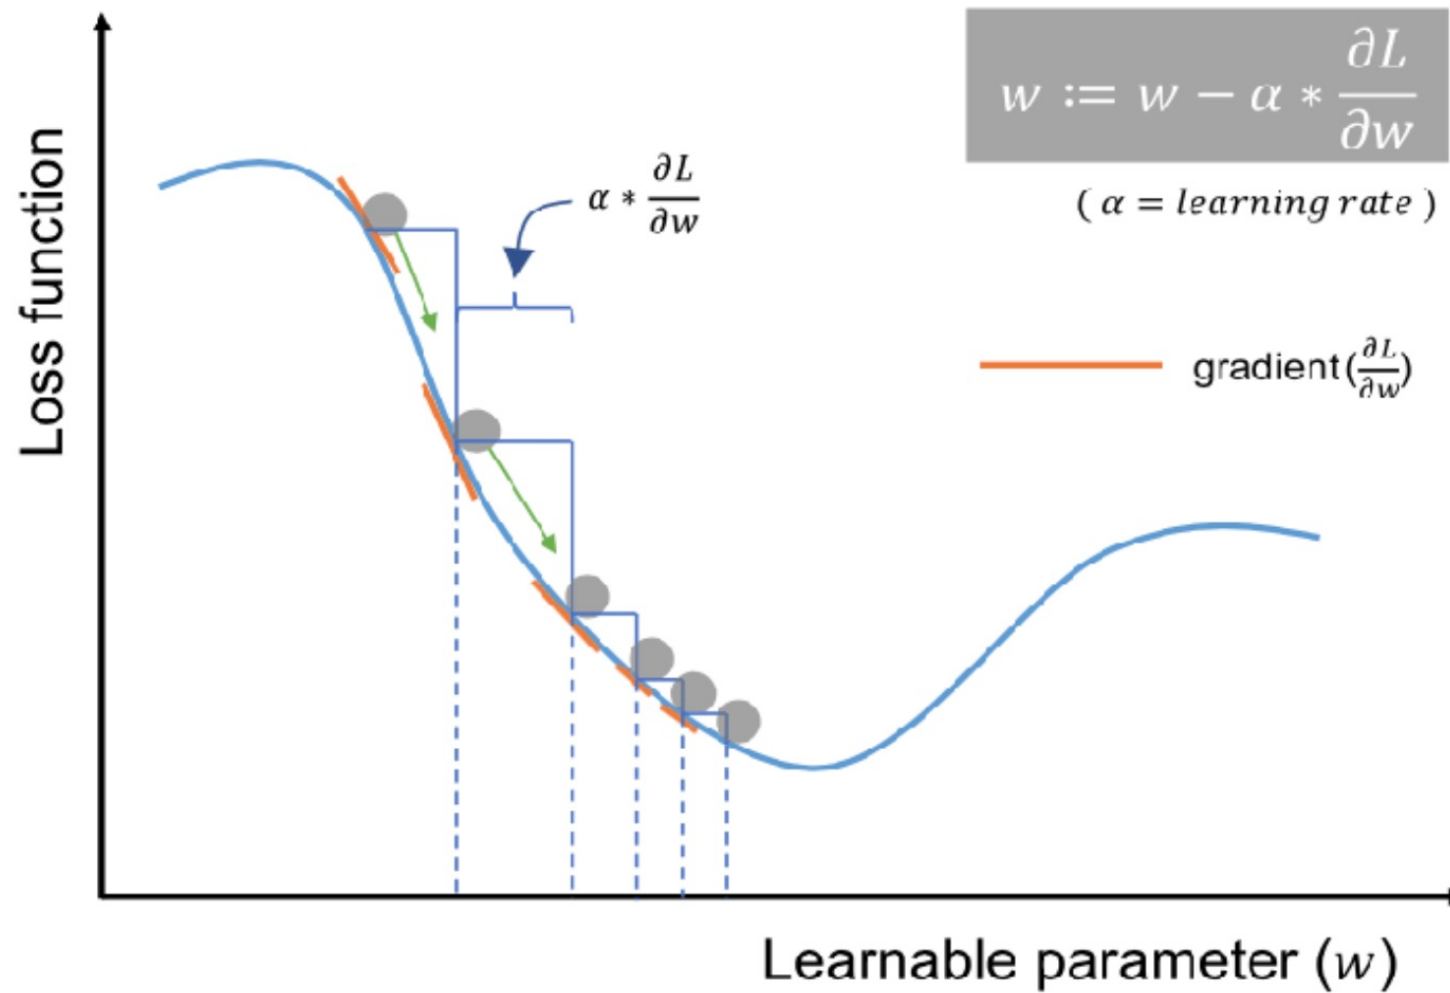 Loss function
w := w − α * ∂L/∂w
( α = learning rate )
α * ∂L/∂w
gradient(∂L/∂w)
Learnable parameter (w)